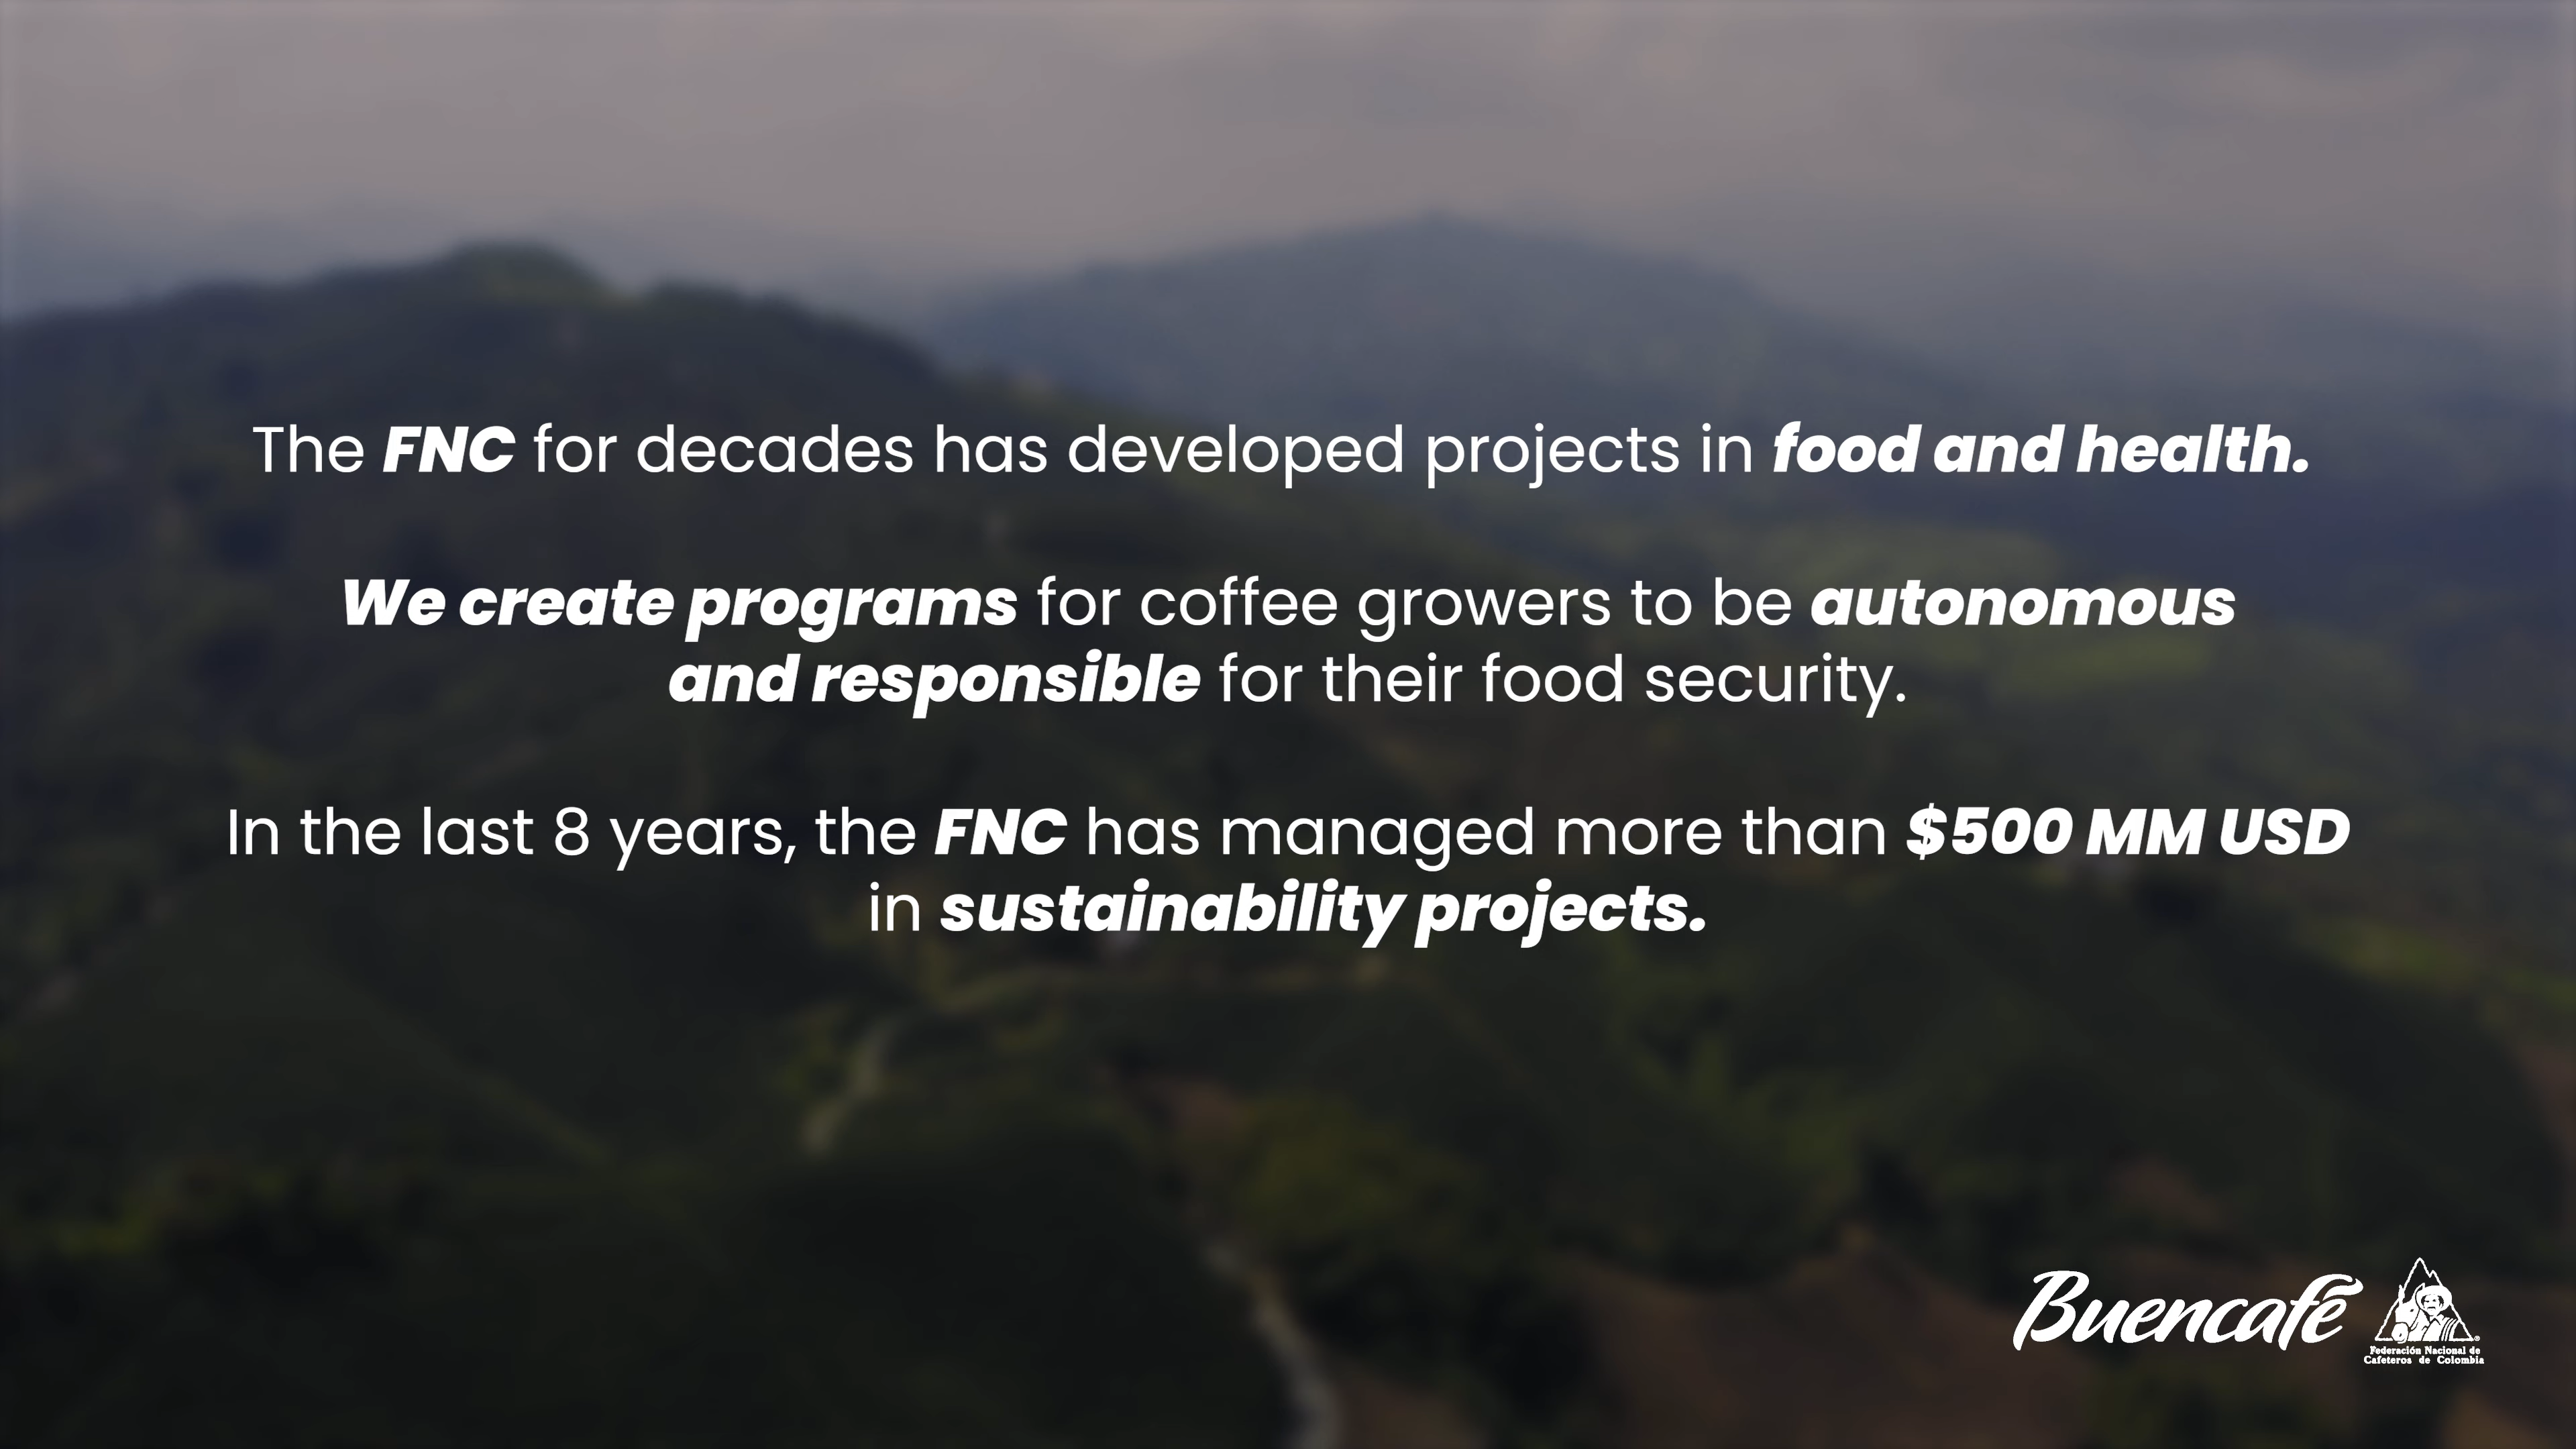 The FNC for decades has developed projects in food and health.
We create programs for coffee growers to be autonomous
and responsible for their food security.
In the last 8 years, the FNC has managed more than $500 MM USD
in sustainability projects.
Buencafé
Federación Nacional de
Cafeteros de Colombia